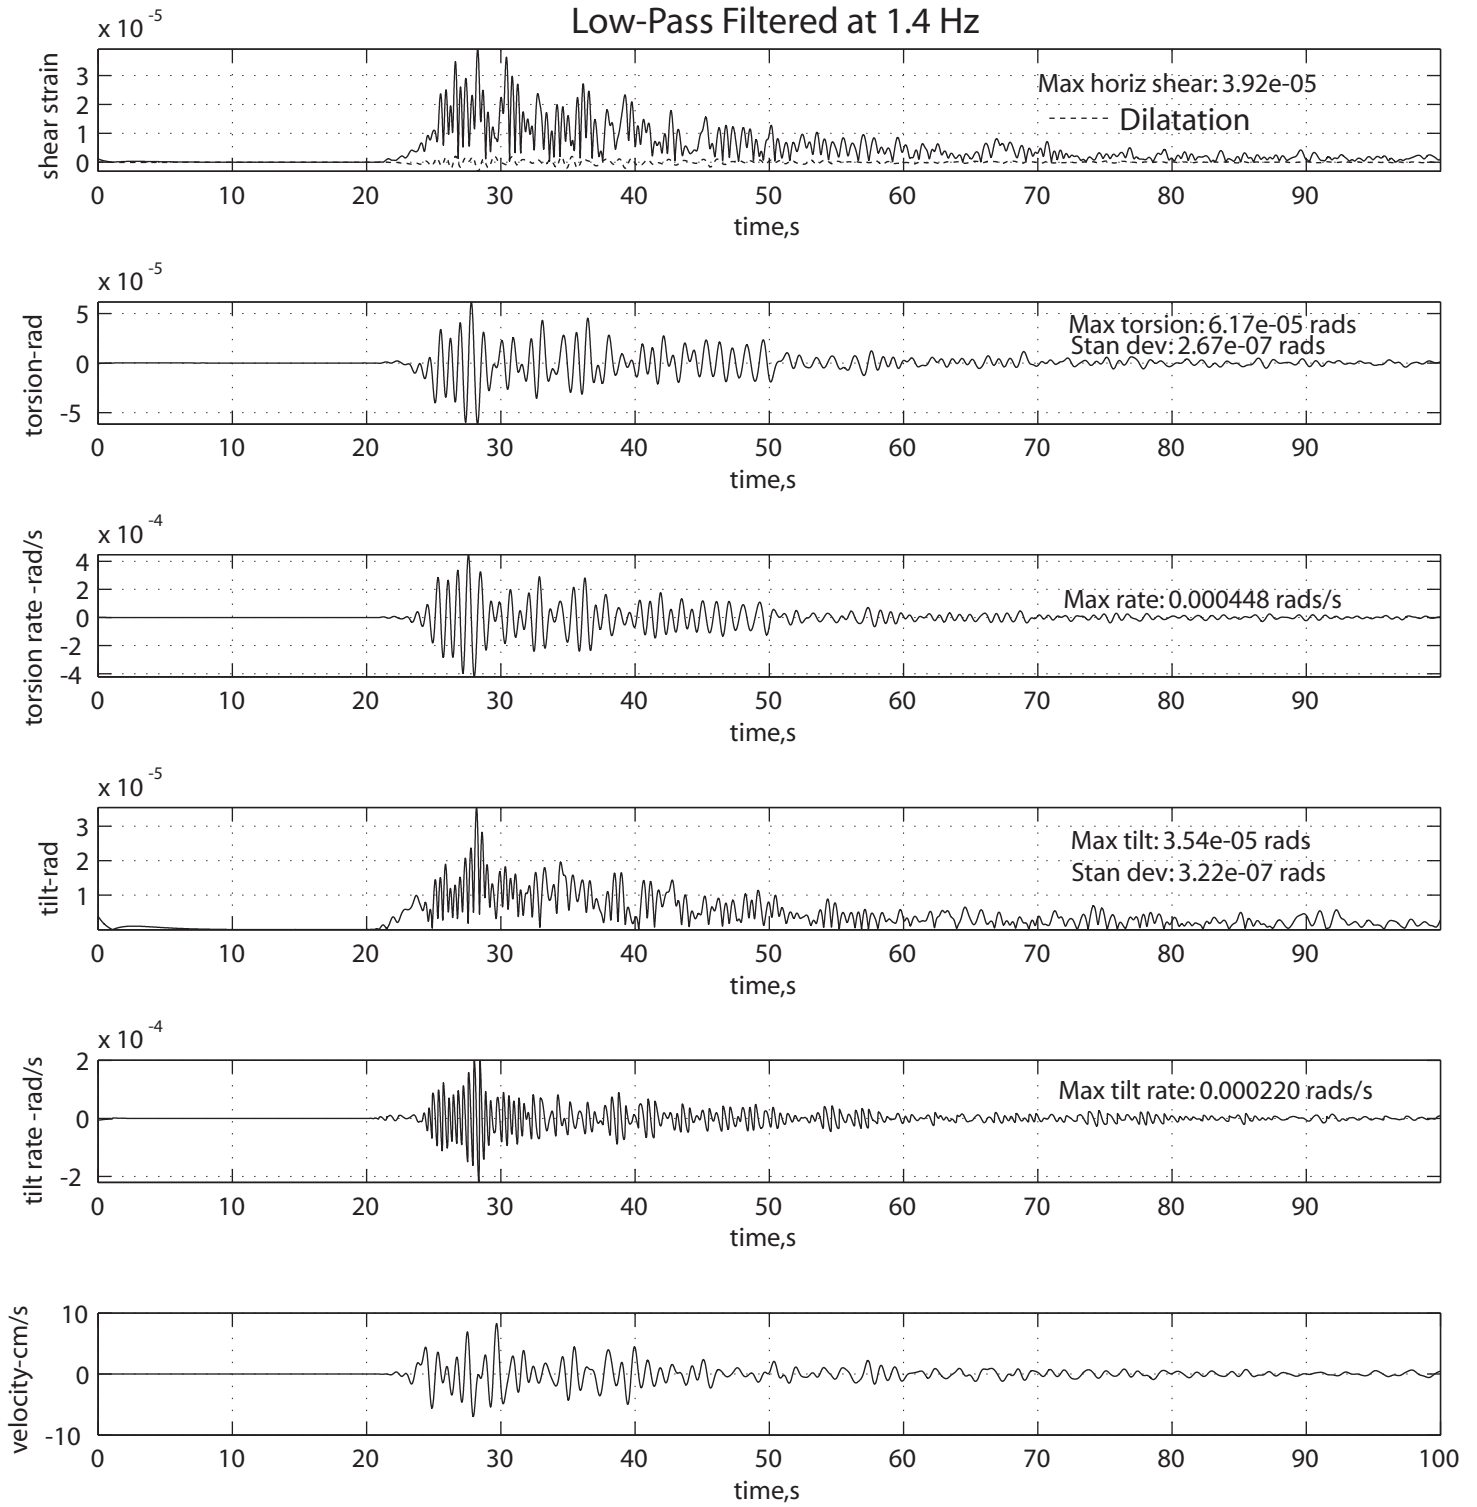 Low-Pass Filtered at 1.4 Hz
x 10 -5
shear strain
3
2
1
0
Max horiz shear: 3.92e-05
Dilatation
0 10 20 30 40 50 60 70 80 90
time,s
x 10 -5
torsion-rad
5
0
-5
Max torsion: 6.17e-05 rads
Stan dev: 2.67e-07 rads
0 10 20 30 40 50 60 70 80 90
time,s
x 10 -4
torsion rate -rad/s
4
2
0
-2
-4
Max rate: 0.000448 rads/s
0 10 20 30 40 50 60 70 80 90
time,s
x 10 -5
tilt-rad
3
2
1
Max tilt: 3.54e-05 rads
Stan dev: 3.22e-07 rads
0 10 20 30 40 50 60 70 80 90
time,s
x 10 -4
tilt rate -rad/s
2
0
-2
Max tilt rate: 0.000220 rads/s
0 10 20 30 40 50 60 70 80 90
time,s
velocity-cm/s
10
0
-10
0 10 20 30 40 50 60 70 80 90 100
time,s